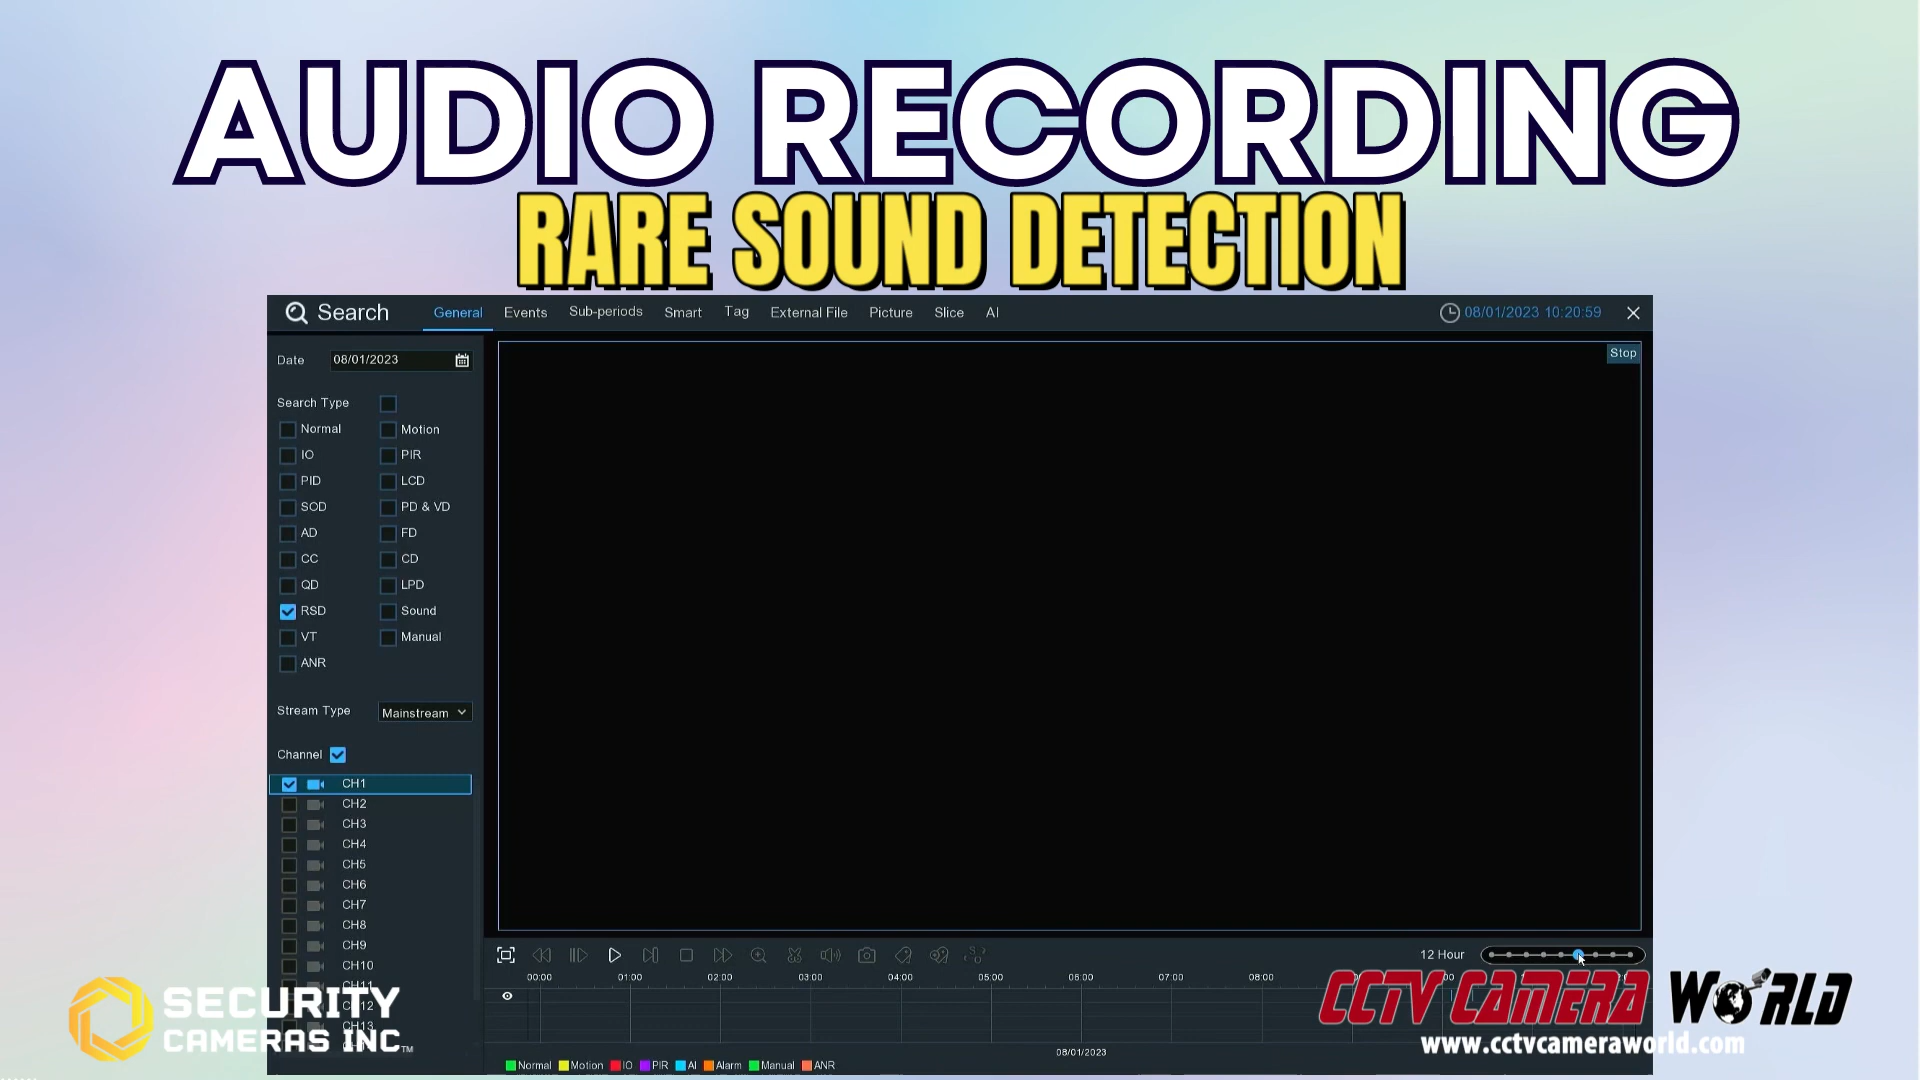 AUDIO RECORDING
RARE SOUND DETECTION
Search General Events Sub-periods Smart Tag External File Picture Slice AI 08/01/2023 10:20:59
Stop
Date 08/01/2023
Search Type
Normal Motion
IO PIR
PID LCD
SOD PD & VD
AD FD
CC CD
QD LPD
RSD Sound
VT Manual
ANR
Stream Type Mainstream
Channel
CH1
CH2
CH3
CH4
CH5
CH6
CH7
CH8
CH9
CH10
CH11
CH12
CH13
12 Hour
00:00 01:00 02:00 03:00 04:00 05:00 06:00 07:00 08:00
08/01/2023
Normal Motion IO PIR AI Alarm Manual ANR
SECURITY
CAMERAS INC™
CCTV CAMERA WORLD
www.cctvcameraworld.com